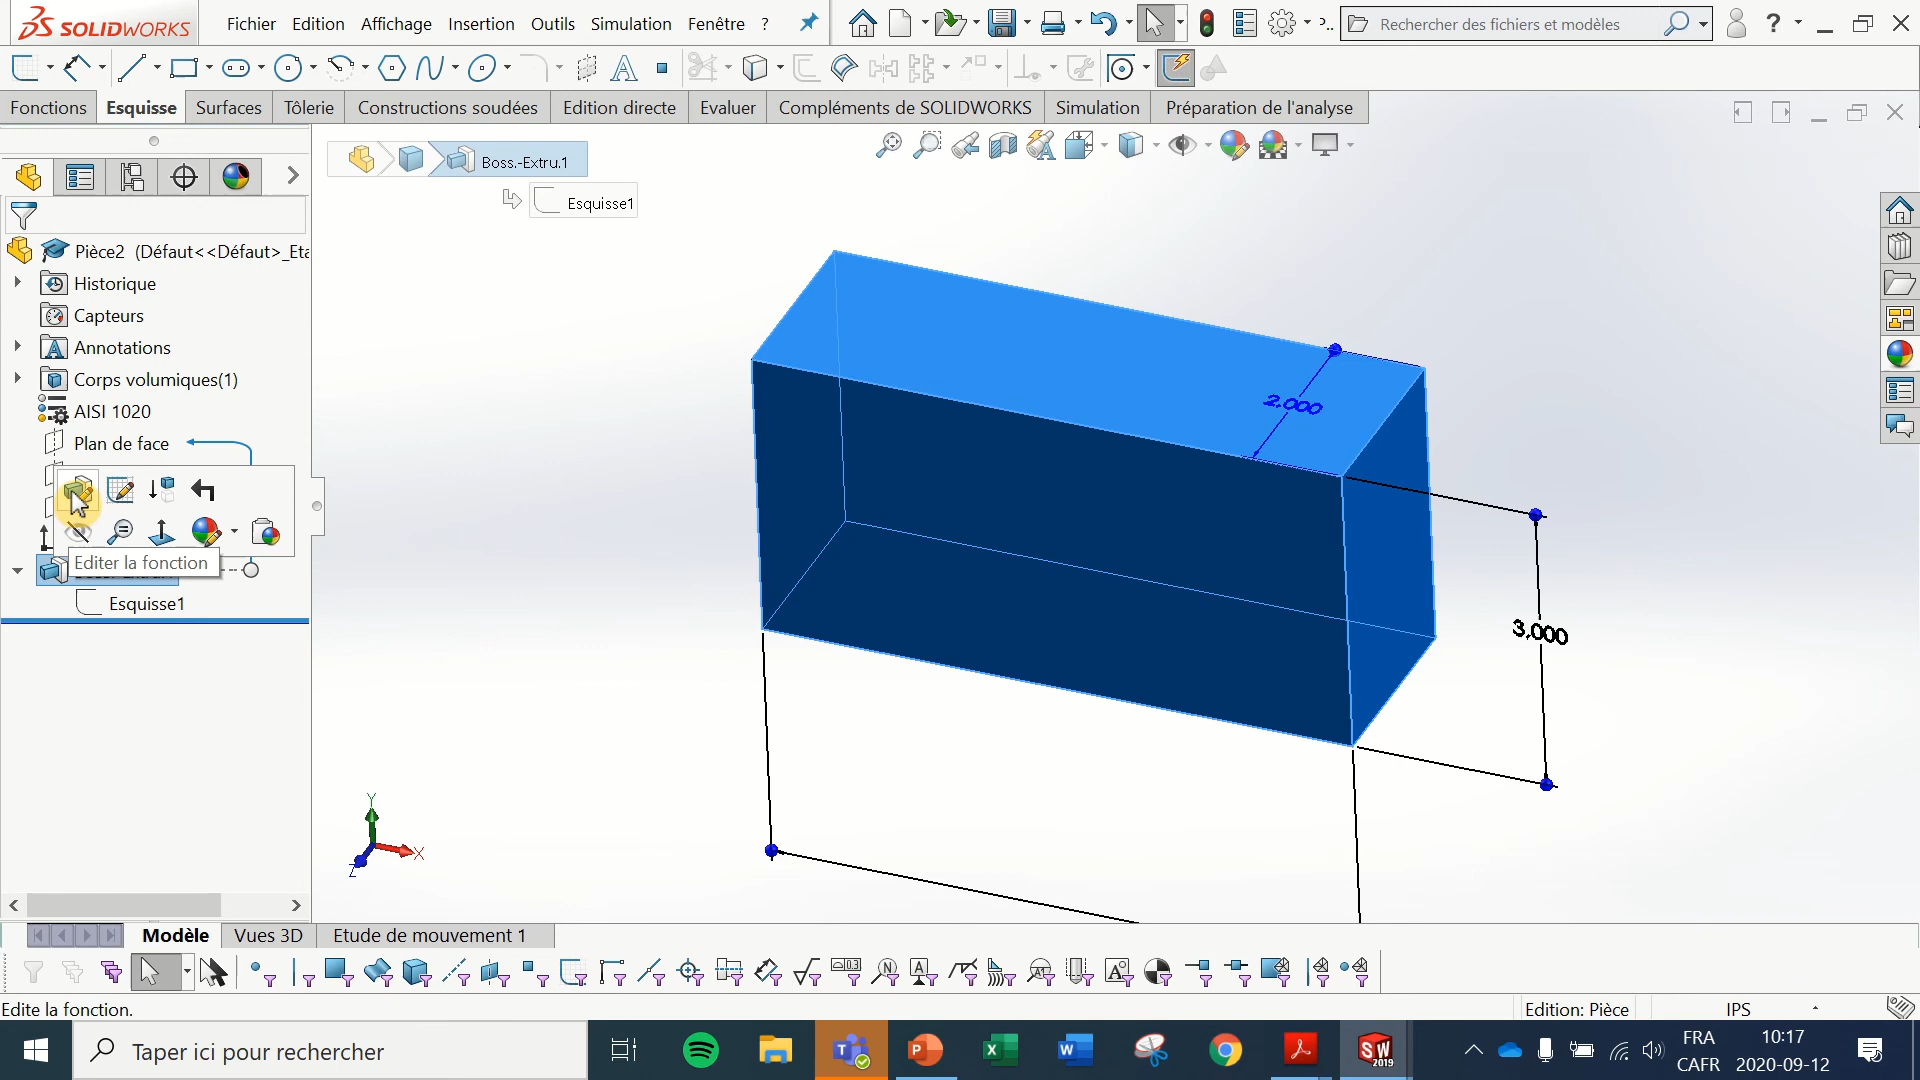 SOLIDWORKS
Fichier Edition Affichage Insertion Outils Simulation Fenêtre ?
Rechercher des fichiers et modèles
Fonctions Esquisse Surfaces Tôlerie Constructions soudées Edition directe Evaluer Compléments de SOLIDWORKS Simulation Préparation de l'analyse
Boss.-Extru.1
Esquisse1
Pièce2 (Défaut<<Défaut>_Eta
Historique
Capteurs
Annotations
Corps volumiques(1)
AISI 1020
Plan de face
Editer la fonction
Esquisse1
2.000
3,000
Y
X
Z
Modèle Vues 3D Etude de mouvement 1
Edite la fonction.
Edition: Pièce
IPS
Taper ici pour rechercher
SW
2019
FRA
CAFR
10:17
2020-09-12